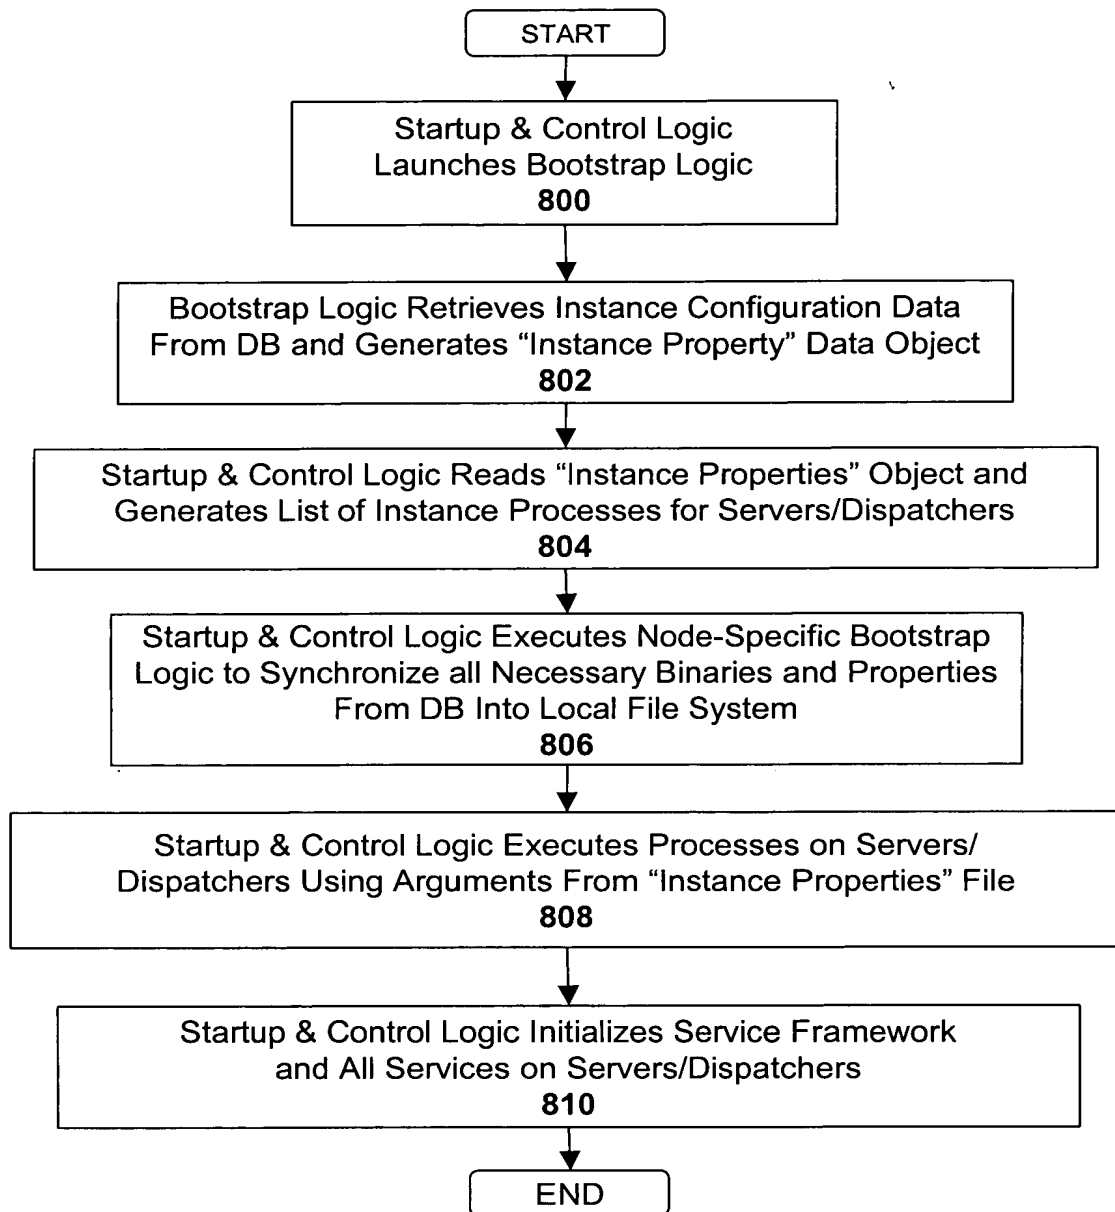 START
Startup & Control Logic
Launches Bootstrap Logic
800
Bootstrap Logic Retrieves Instance Configuration Data
From DB and Generates “Instance Property” Data Object
802
Startup & Control Logic Reads “Instance Properties” Object and
Generates List of Instance Processes for Servers/Dispatchers
804
Startup & Control Logic Executes Node-Specific Bootstrap
Logic to Synchronize all Necessary Binaries and Properties
From DB Into Local File System
806
Startup & Control Logic Executes Processes on Servers/
Dispatchers Using Arguments From “Instance Properties” File
808
Startup & Control Logic Initializes Service Framework
and All Services on Servers/Dispatchers
810
END